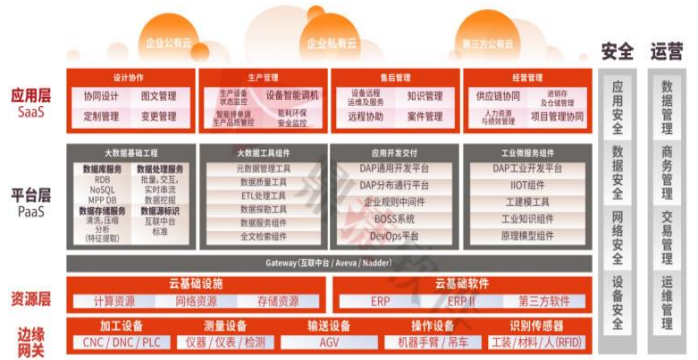 企业公有云
企业私有云
第三方公有云
安全
运营
应用层
SaaS
设计协作
协同设计 图文管理
定制管理 变更管理
生产管理
生产设备
状态监控
设备智能调机
智能排单调
生产品质管控
能耗环保
安全监控
售后管理
设备远程
运维及服务
知识管理
远程协助 案件管理
经营管理
供应链协同
进销存
及仓储管理
人力资源
与绩效管理
项目管理协同
平台层
PaaS
大数据基础工程
数据库服务
RDB
NoSQL
MPP DB
数据存储服务
清洗,压缩
分析
(特征提取)
数据处理服务
批量,交互,
实时串流
数据挖掘
数据源标识
互联中台
标准
大数据工具组件
元数据管理工具
数据质量工具
ETL处理工具
数据探勘工具
数据服务组件
全文检索组件
应用开发交付
DAP通用开发平台
DAP分布通行平台
企业规则中间件
BOSS系统
DevOps平台
工业微服务组件
DAP工业开发平台
IIOT组件
工建模工具
工业知识组件
原理模型组件
Gateway(互联中台 / Aveva / Nadder)
资源层
云基础设施
计算资源 网络资源 存储资源
云基础软件
ERP ERP II 第三方软件
边缘
网关
加工设备
CNC / DNC / PLC
测量设备
仪器 / 仪表 / 检测
输送设备
AGV
操作设备
机器手臂 / 吊车
识别传感器
工装 / 材料 / 人(RFID)
应用安全
数据安全
网络安全
设备安全
数据管理
商务管理
交易管理
运维管理